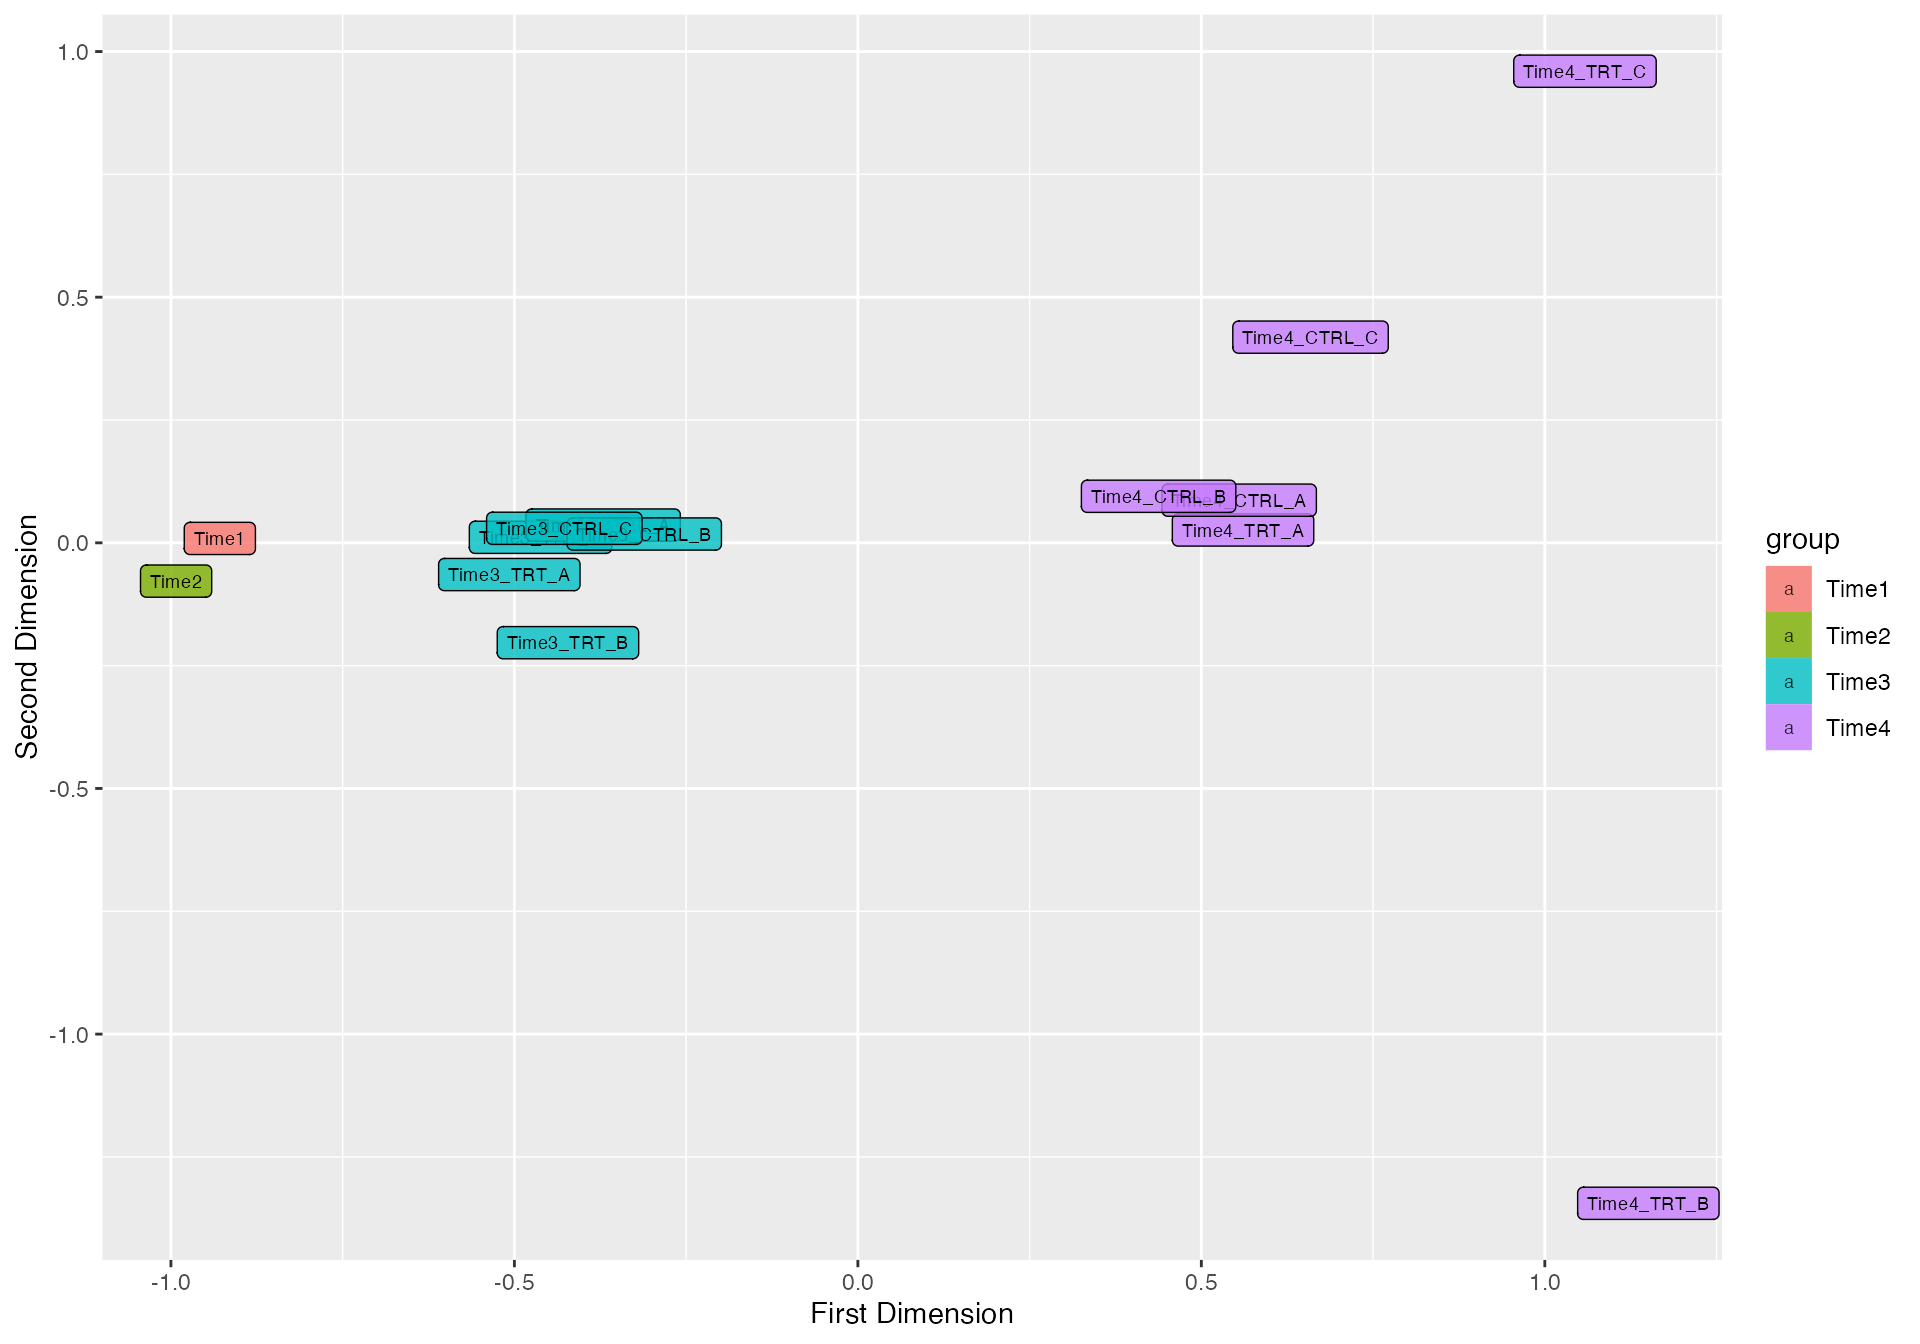 1.0
Time4_TRT_C
0.5
Time4_CTRL_C
Time4_CTRL_B
CTRL_A
Time4_TRT_A
0.0
Time1
Time3_CTRL_C
CTRL_B
Time3_TRT_A
Time2
Time3_TRT_B
-0.5
-1.0
Time4_TRT_B
-1.0 -0.5 0.0 0.5 1.0
First Dimension
Second Dimension
group
a Time1
a Time2
a Time3
a Time4